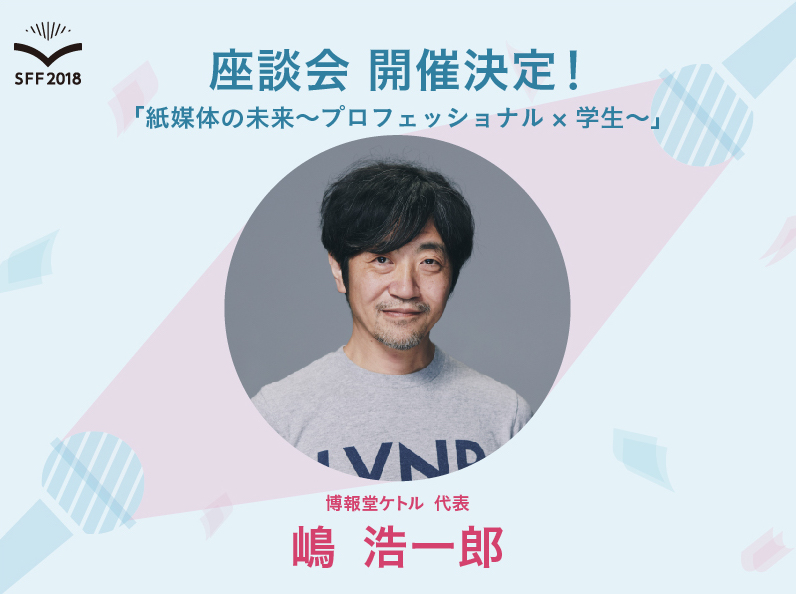 SFF2018
座談会 開催決定！
「紙媒体の未来〜プロフェッショナル × 学生〜」
博報堂ケトル 代表
嶋 浩一郎